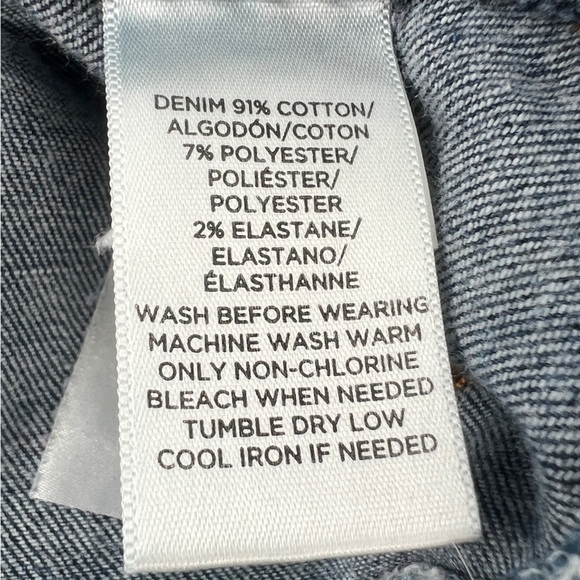 DENIM 91% COTTON/
ALGODÓN/COTON
7% POLYESTER/
POLIÉSTER/
POLYESTER
2% ELASTANE/
ELASTANO/
ÉLASTHANNE
WASH BEFORE WEARING
MACHINE WASH WARM
ONLY NON-CHLORINE
BLEACH WHEN NEEDED
TUMBLE DRY LOW
COOL IRON IF NEEDED